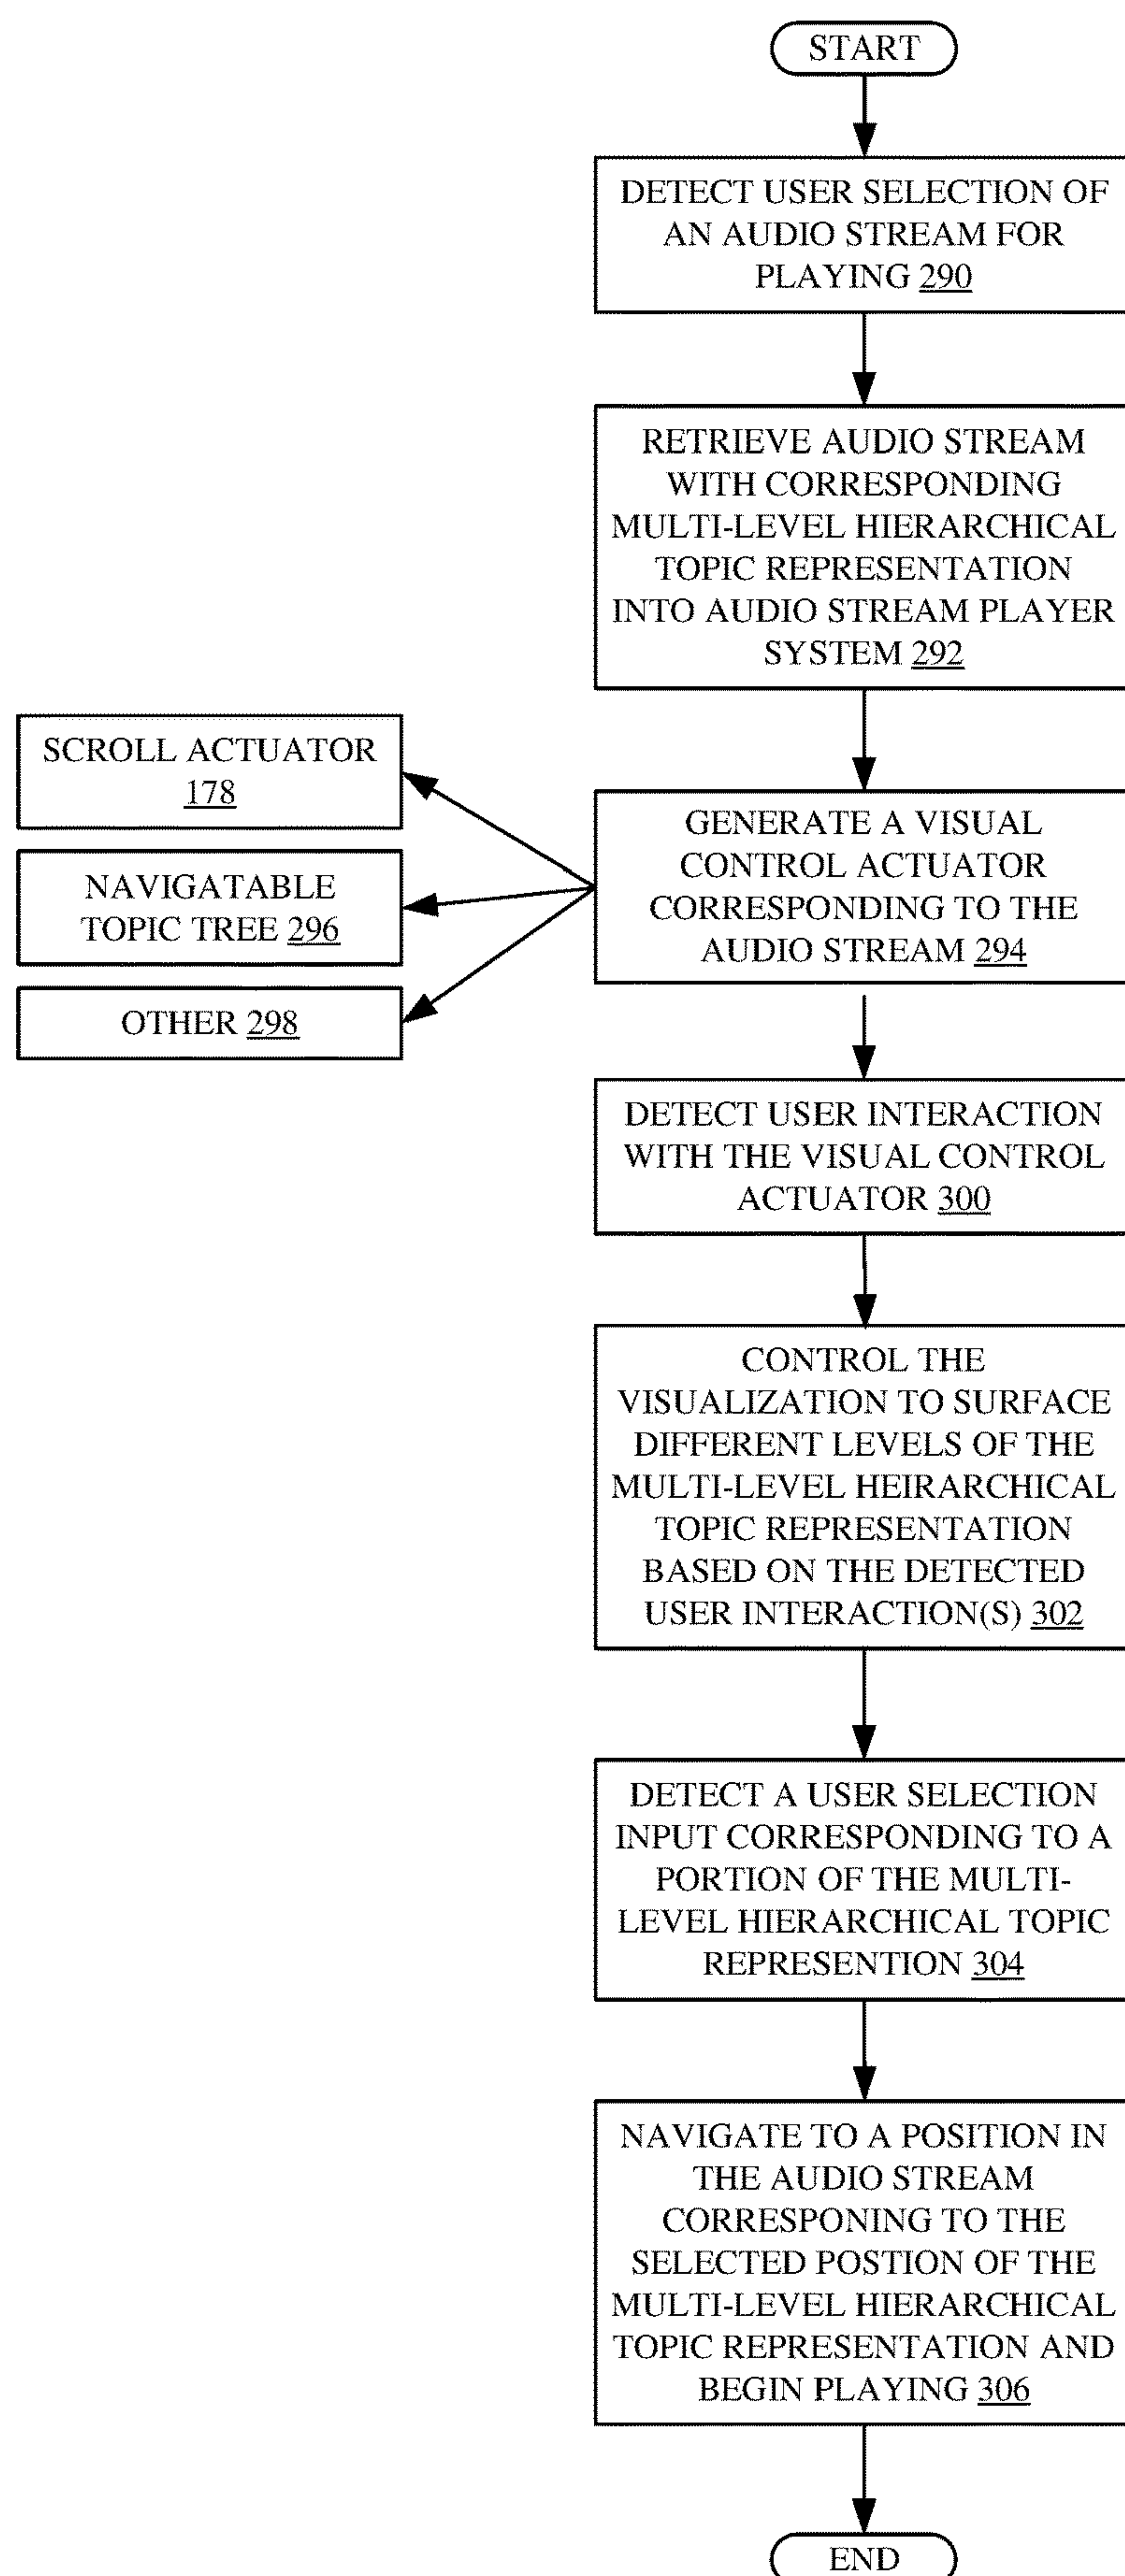 START
DETECT USER SELECTION OF
AN AUDIO STREAM FOR
PLAYING 290
RETRIEVE AUDIO STREAM
WITH CORRESPONDING
MULTI-LEVEL HIERARCHICAL
TOPIC REPRESENTATION
INTO AUDIO STREAM PLAYER
SYSTEM 292
SCROLL ACTUATOR
178
NAVIGATABLE
TOPIC TREE 296
OTHER 298
GENERATE A VISUAL
CONTROL ACTUATOR
CORRESPONDING TO THE
AUDIO STREAM 294
DETECT USER INTERACTION
WITH THE VISUAL CONTROL
ACTUATOR 300
CONTROL THE
VISUALIZATION TO SURFACE
DIFFERENT LEVELS OF THE
MULTI-LEVEL HEIRARCHICAL
TOPIC REPRESENTATION
BASED ON THE DETECTED
USER INTERACTION(S) 302
DETECT A USER SELECTION
INPUT CORRESPONDING TO A
PORTION OF THE MULTI-
LEVEL HIERARCHICAL TOPIC
REPRESENTION 304
NAVIGATE TO A POSITION IN
THE AUDIO STREAM
CORRESPONING TO THE
SELECTED POSTION OF THE
MULTI-LEVEL HIERARCHICAL
TOPIC REPRESENTATION AND
BEGIN PLAYING 306
END